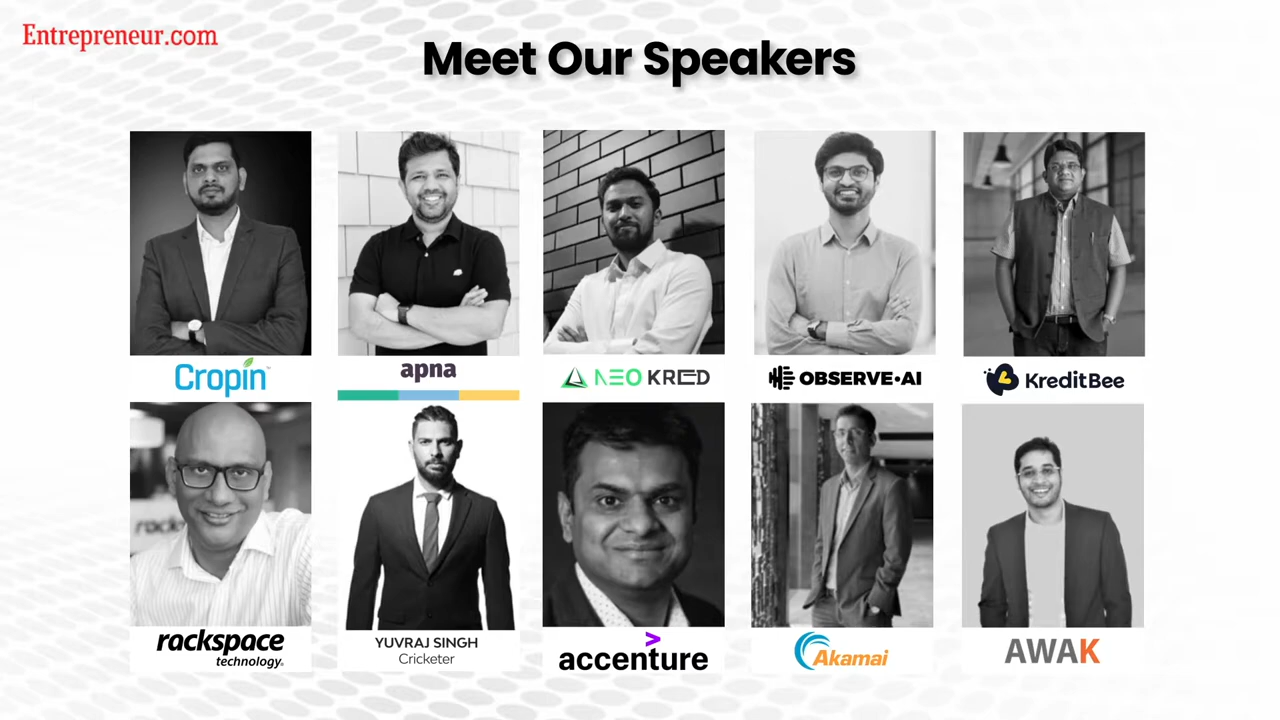 Entrepreneur.com
Meet Our Speakers
Cropin
apna
NEO KRED
OBSERVE•AI
KreditBee
rackspace
technology
YUVRAJ SINGH
Cricketer
accenture
Akamai
AWAK